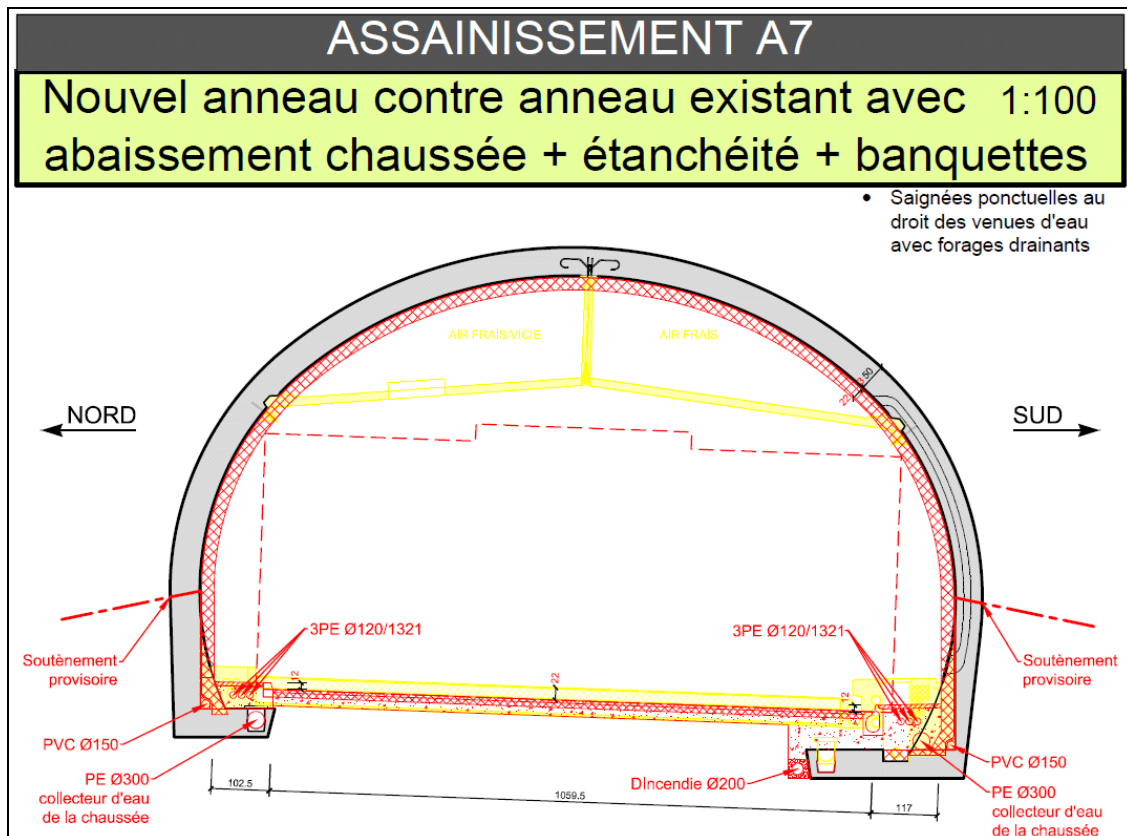 ASSAINISSEMENT A7
Nouvel anneau contre anneau existant avec 1:100
abaissement chaussée + étanchéité + banquettes
• Saignées ponctuelles au
droit des venues d'eau
avec forages drainants
AIR FRAIS/VICIE
AIR FRAIS
50
22
NORD
SUD
3PE Ø120/1321
3PE Ø120/1321
Soutènement
provisoire
12
22
12
Soutènement
provisoire
PVC Ø150
PE Ø300
collecteur d'eau
de la chaussée
DIncendie Ø200
PVC Ø150
PE Ø300
collecteur d'eau
de la chaussée
102.5
1059.5
117